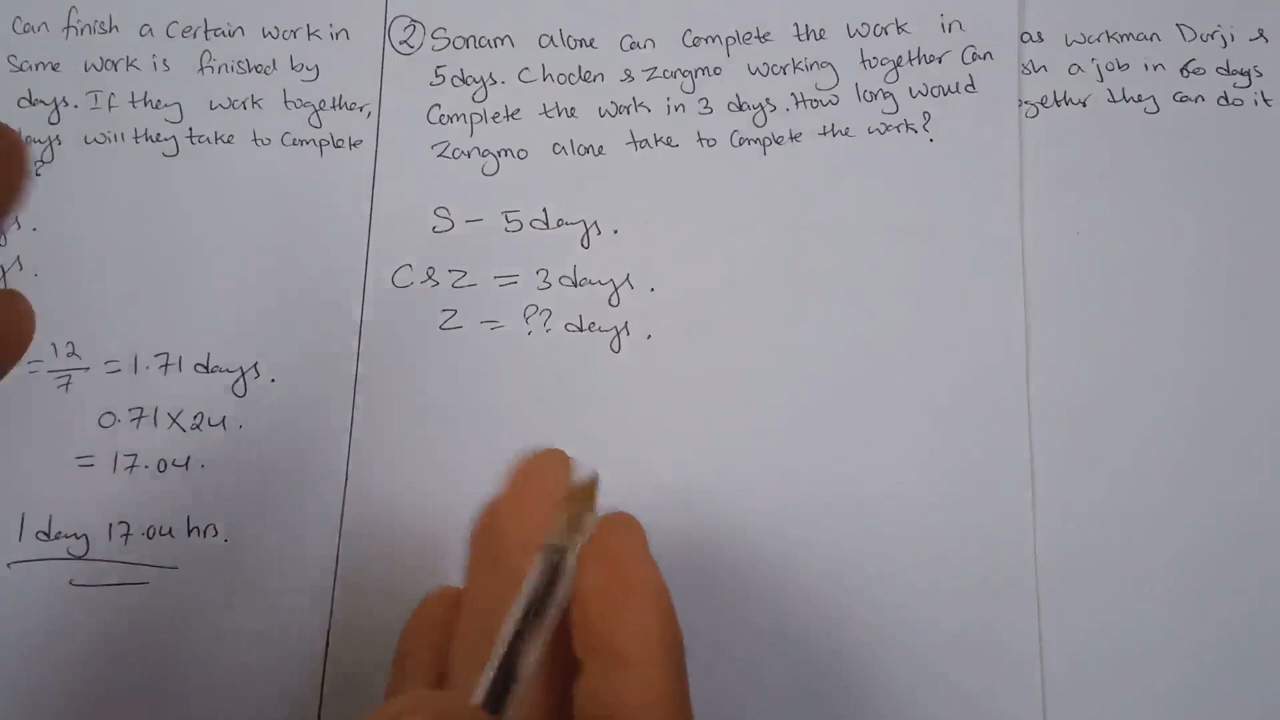 Can finish a certain work in
Same work is finished by
days. If they work together,
days will they take to Complete
?
ys.
ys.
= 12/7 = 1.71 days.
0.71 X 24.
= 17.04.
1 day 17.04 hrs.
② Sonam alone can Complete the work in
5 days. Choden & Zangmo working together Can
Complete the work in 3 days. How long would
Zangmo alone take to Complete the work?
S - 5 days.
C & Z = 3 days.
Z = ?? days.
as workman Dorji &
sh a job in 60 days
ogether they can do it